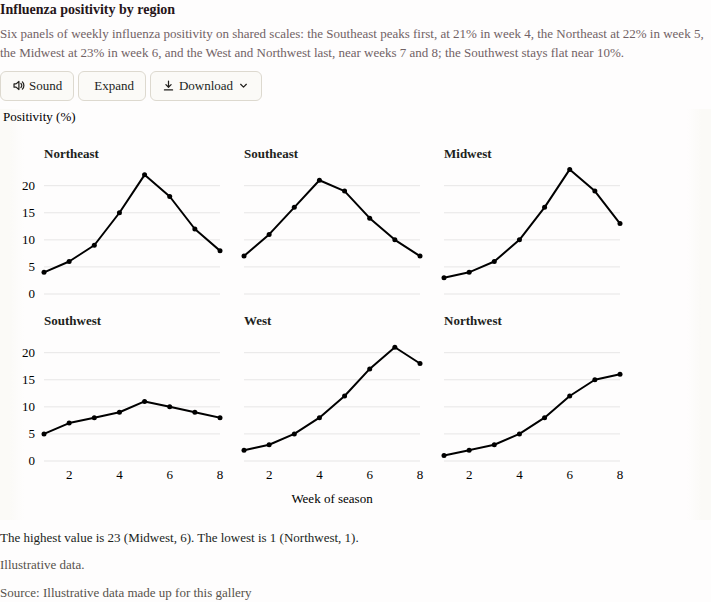 Influenza positivity by region
Six panels of weekly influenza positivity on shared scales: the Southeast peaks first, at 21% in week 4, the Northeast at 22% in week 5,
the Midwest at 23% in week 6, and the West and Northwest last, near weeks 7 and 8; the Southwest stays flat near 10%.
Sound Expand Download
Positivity (%)
Northeast Southeast Midwest
20
15
10
5
0
Southwest West Northwest
20
15
10
5
0
2 4 6 8 2 4 6 8 2 4 6 8
Week of season
The highest value is 23 (Midwest, 6). The lowest is 1 (Northwest, 1).
Illustrative data.
Source: Illustrative data made up for this gallery